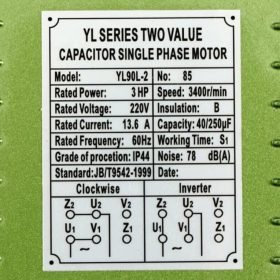 YL SERIES TWO VALUE
CAPACITOR SINGLE PHASE MOTOR
Model: YL90L-2 No: 85
Rated Power: 3 HP Speed: 3400r/min
Rated Voltage: 220V Insulation: B
Rated Current: 13.6 A Capacity: 40/250μF
Rated Frequency: 60Hz Working Time: S1
Grade of procetion: IP44 Noise: 78 dB(A)
Standard:JB/T9542-1999 Date:
Clockwise Inverter
Z2 U2 V2 Z2 U2 V2
U1 V1 Z1 U1 V1 Z1
~ ~